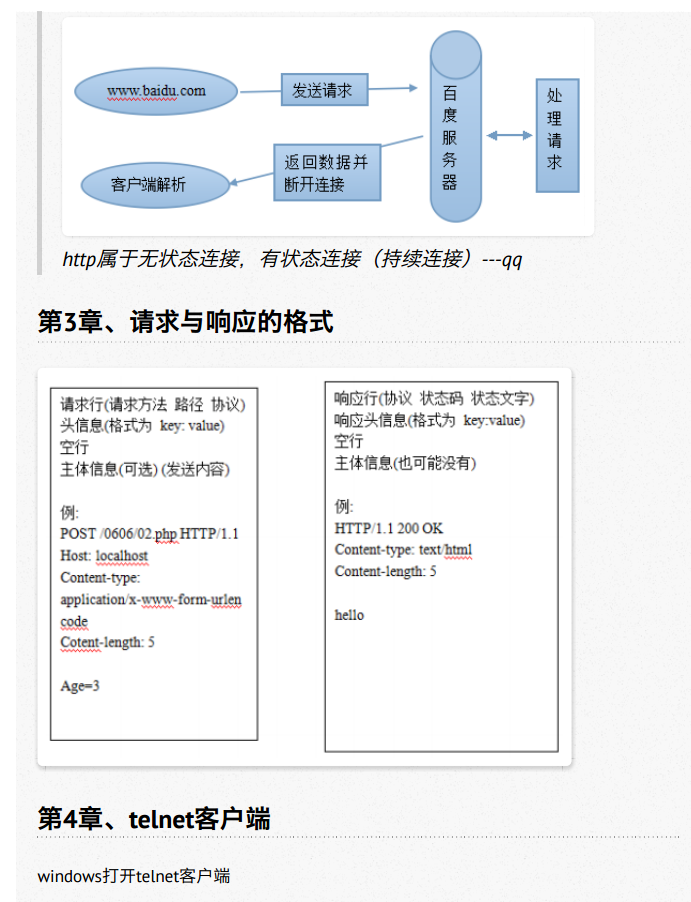 www.baidu.com
发送请求
百
度
服
务
器
处
理
请
求
返回数据并
断开连接
客户端解析
http属于无状态连接，有状态连接（持续连接）---qq
第3章、请求与响应的格式
请求行(请求方法 路径 协议)
头信息(格式为 key: value)
空行
主体信息(可选) (发送内容)
例:
POST /0606/02.php HTTP/1.1
Host: localhost
Content-type:
application/x-www-form-urlen
code
Cotent-length: 5
Age=3
响应行(协议 状态码 状态文字)
响应头信息(格式为 key:value)
空行
主体信息(也可能没有)
例:
HTTP/1.1 200 OK
Content-type: text/html
Content-length: 5
hello
第4章、telnet客户端
windows打开telnet客户端